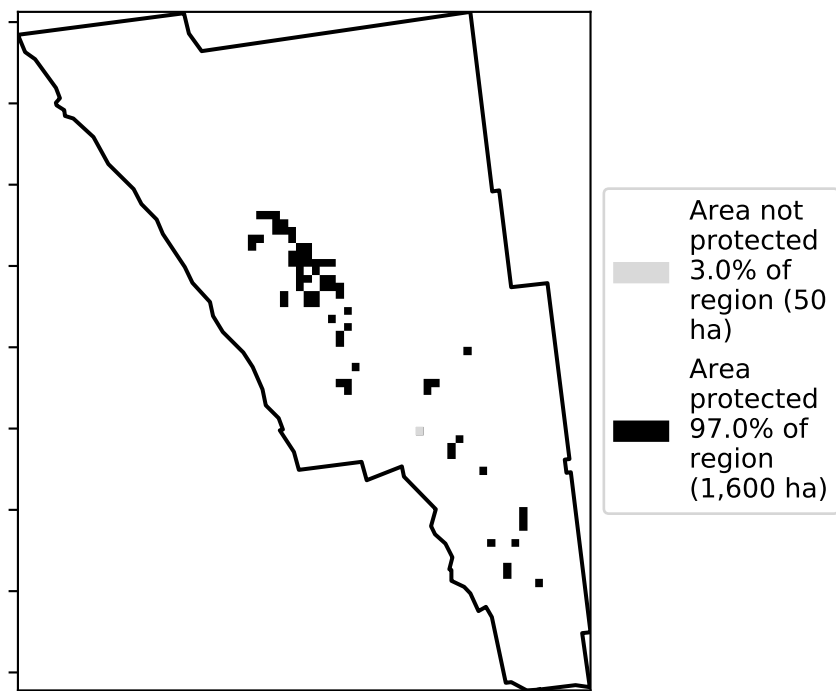 Area not
protected
3.0% of
region (50
ha)
Area
protected
97.0% of
region
(1,600 ha)